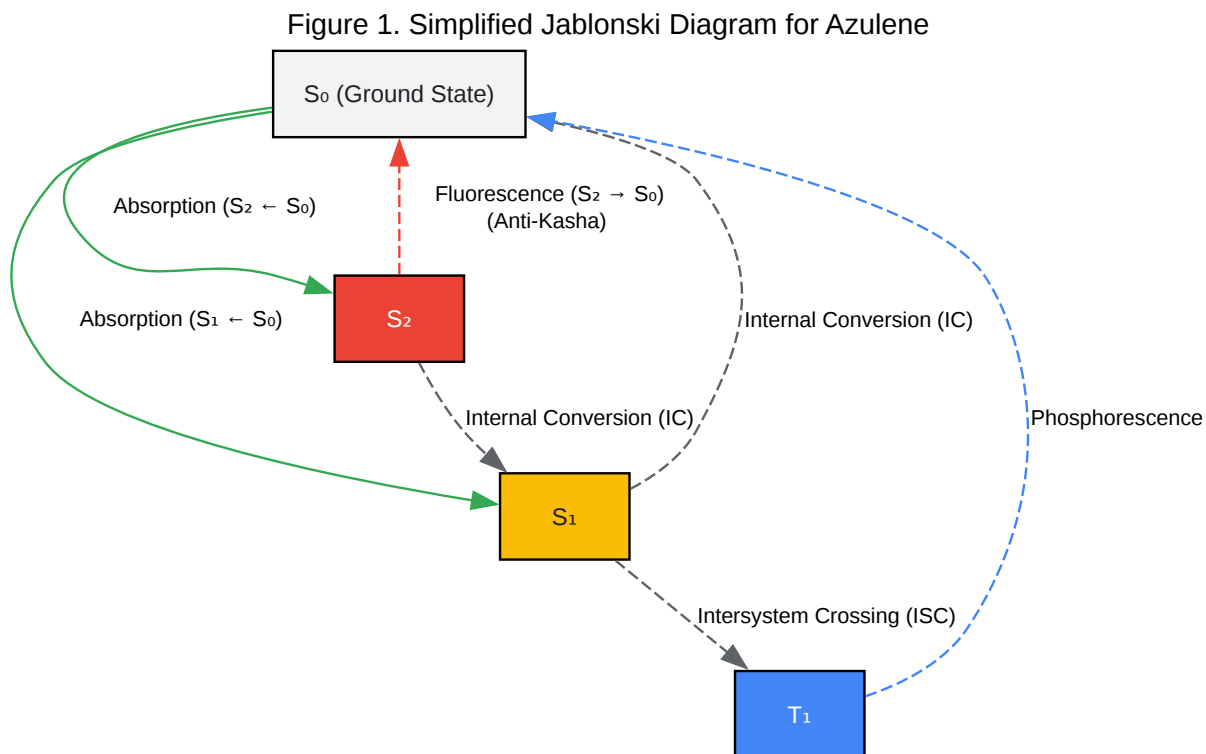 Figure 1. Simplified Jablonski Diagram for Azulene
S₀ (Ground State)
Absorption (S₂ ← S₀)
Fluorescence (S₂ → S₀)
(Anti-Kasha)
Absorption (S₁ ← S₀)
S₂
Internal Conversion (IC)
Internal Conversion (IC)
Phosphorescence
S₁
Intersystem Crossing (ISC)
T₁